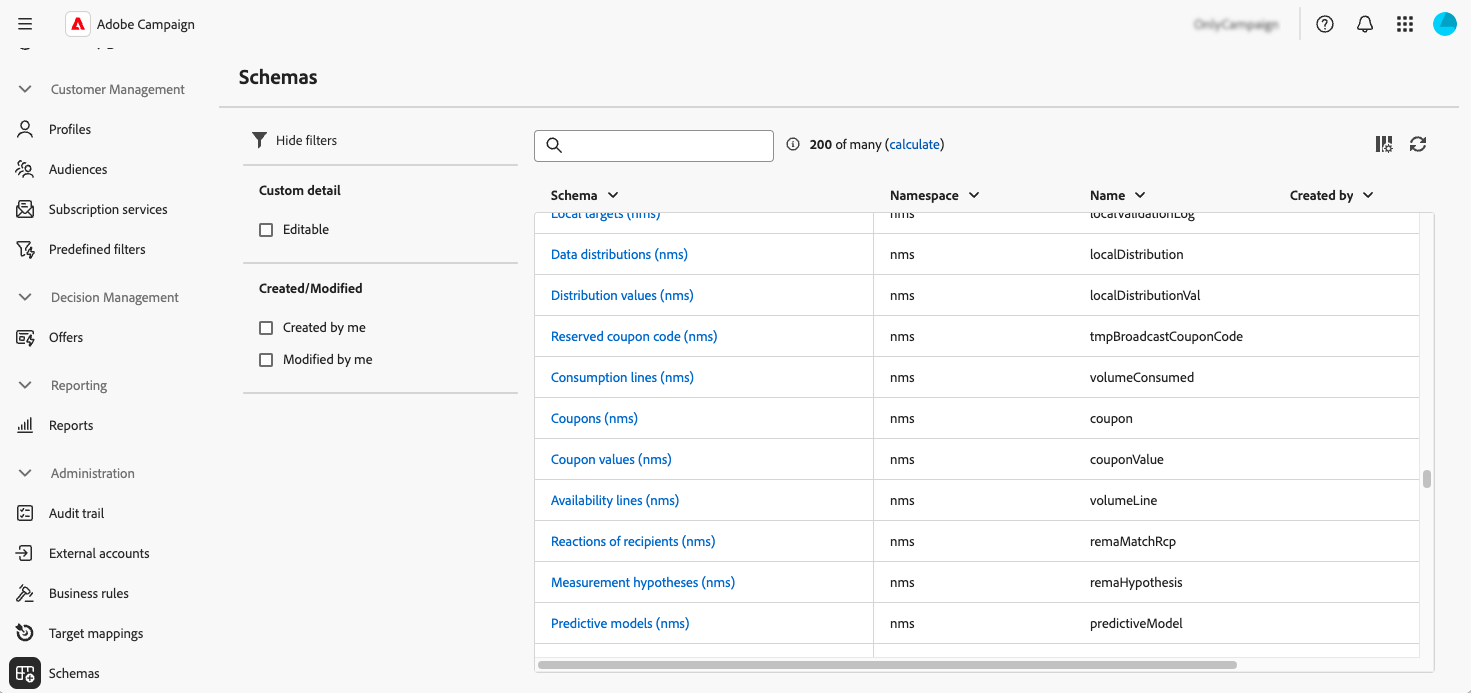 Adobe Campaign
OnlyCampaign
Customer Management
Profiles
Audiences
Subscription services
Predefined filters
Decision Management
Offers
Reporting
Reports
Administration
Audit trail
External accounts
Business rules
Target mappings
Schemas
Schemas
Hide filters
Custom detail
Editable
Created/Modified
Created by me
Modified by me
200 of many (calculate)
Schema Namespace Name Created by
Local targets (nms) nms localValidationLog
Data distributions (nms) nms localDistribution
Distribution values (nms) nms localDistributionVal
Reserved coupon code (nms) nms tmpBroadcastCouponCode
Consumption lines (nms) nms volumeConsumed
Coupons (nms) nms coupon
Coupon values (nms) nms couponValue
Availability lines (nms) nms volumeLine
Reactions of recipients (nms) nms remaMatchRcp
Measurement hypotheses (nms) nms remaHypothesis
Predictive models (nms) nms predictiveModel